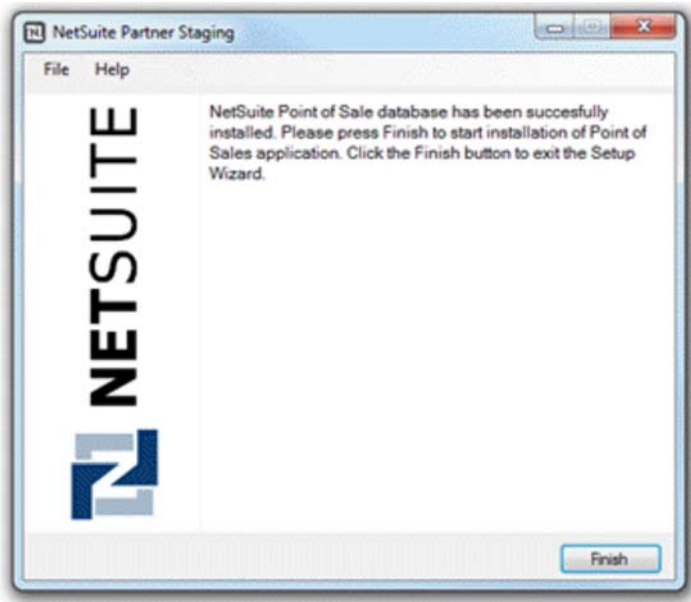 NetSuite Partner Staging
File Help
NetSuite Point of Sale database has been succesfully
installed. Please press Finish to start installation of Point of
Sales application. Click the Finish button to exit the Setup
Wizard.
NETSUITE
N
Finish